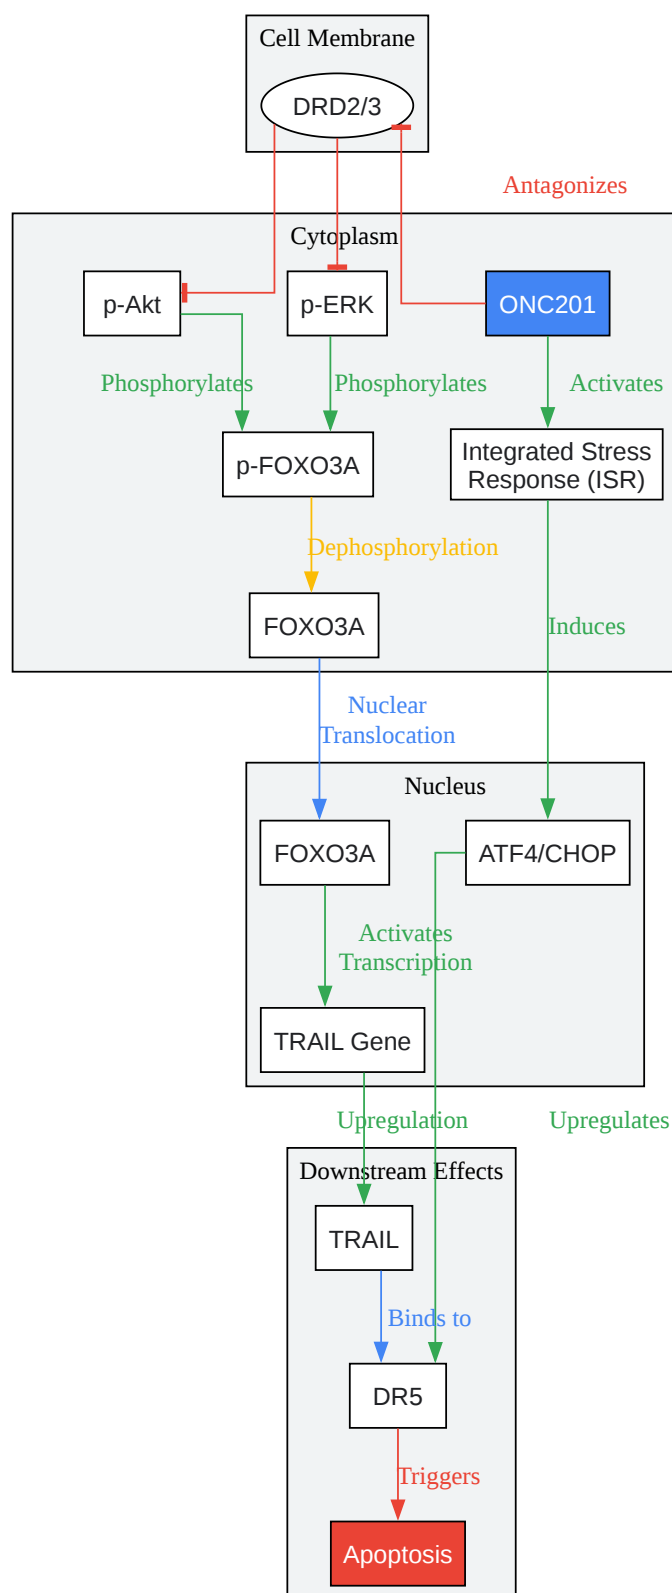 Cell Membrane
DRD2/3
Antagonizes
Cytoplasm
p-Akt
p-ERK
ONC201
Phosphorylates
Phosphorylates
Activates
p-FOXO3A
Integrated Stress
Response (ISR)
Dephosphorylation
FOXO3A
Induces
Nuclear
Translocation
Nucleus
FOXO3A
ATF4/CHOP
Activates
Transcription
TRAIL Gene
Upregulation
Upregulates
Downstream Effects
TRAIL
Binds to
DR5
Triggers
Apoptosis